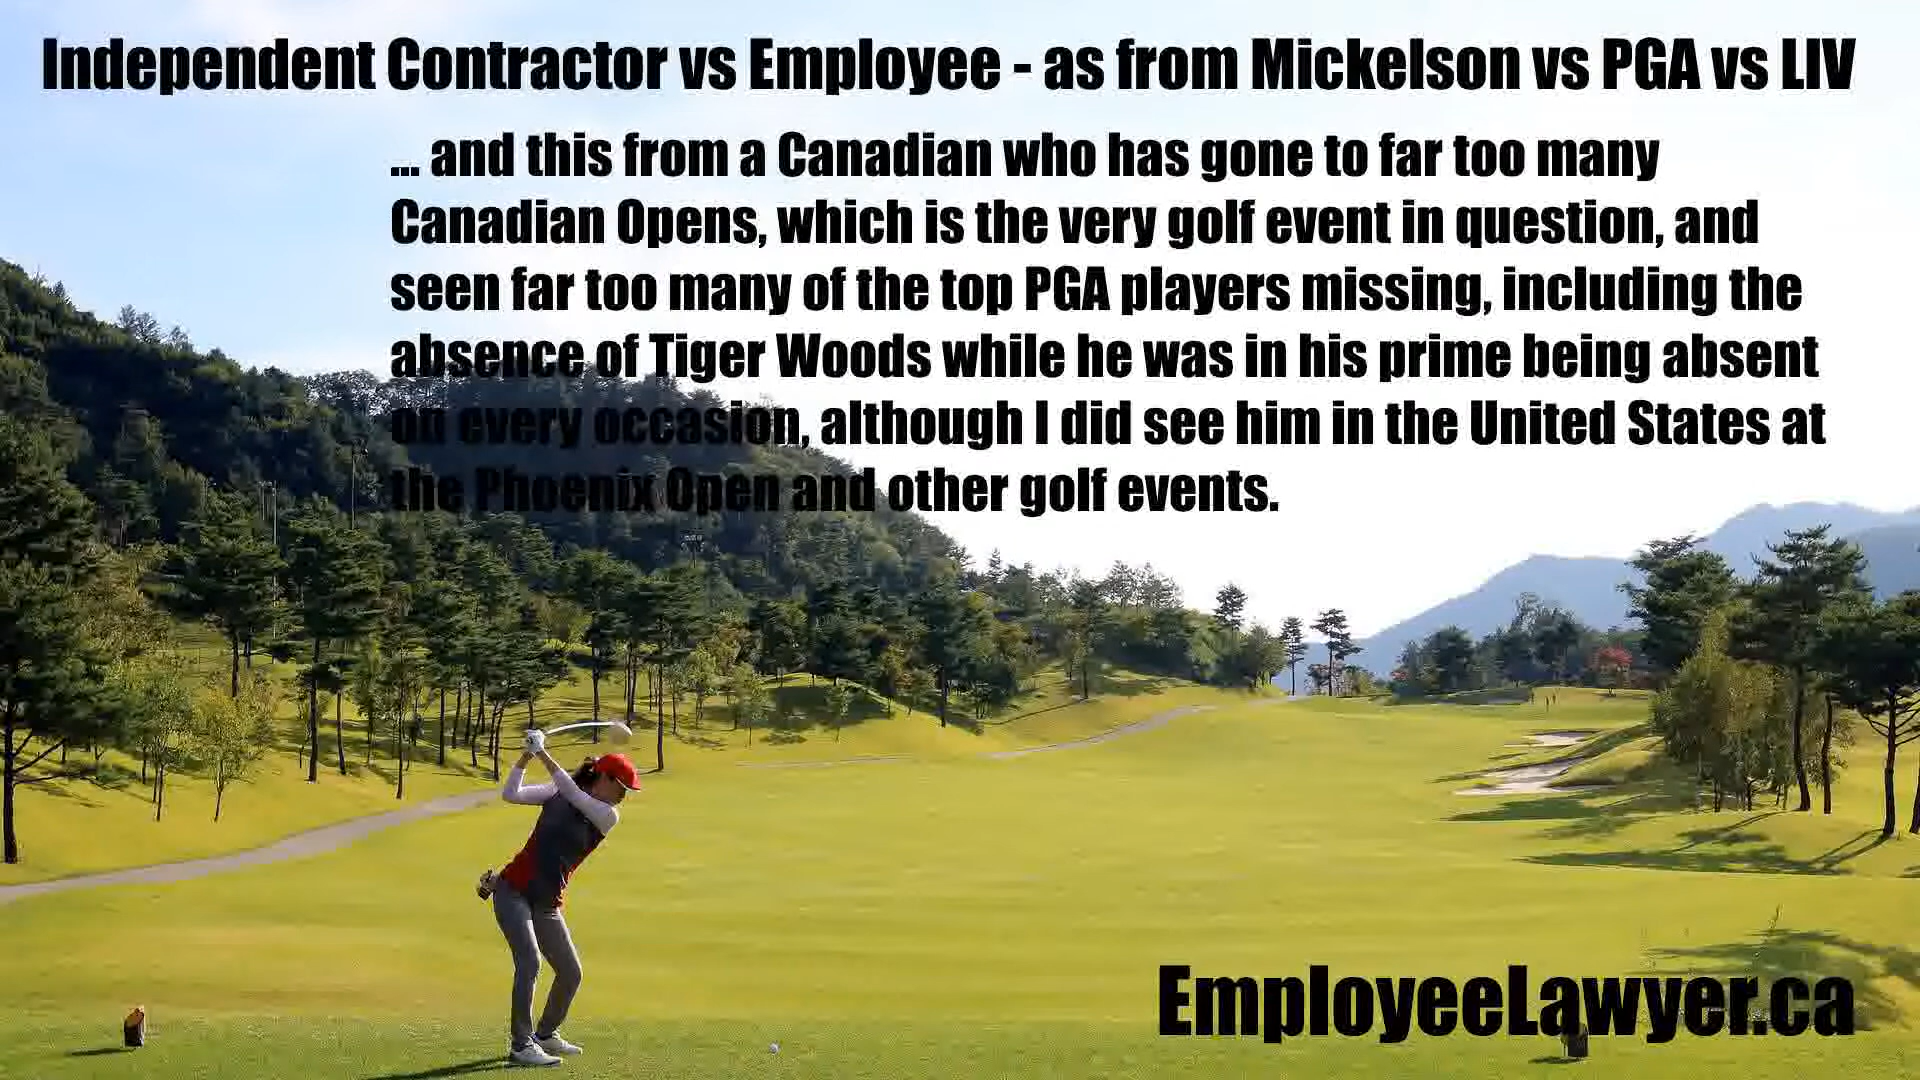 Independent Contractor vs Employee - as from Mickelson vs PGA vs LIV
... and this from a Canadian who has gone to far too many
Canadian Opens, which is the very golf event in question, and
seen far too many of the top PGA players missing, including the
absence of Tiger Woods while he was in his prime being absent
on every occasion, although I did see him in the United States at
the Phoenix Open and other golf events.
EmployeeLawyer.ca